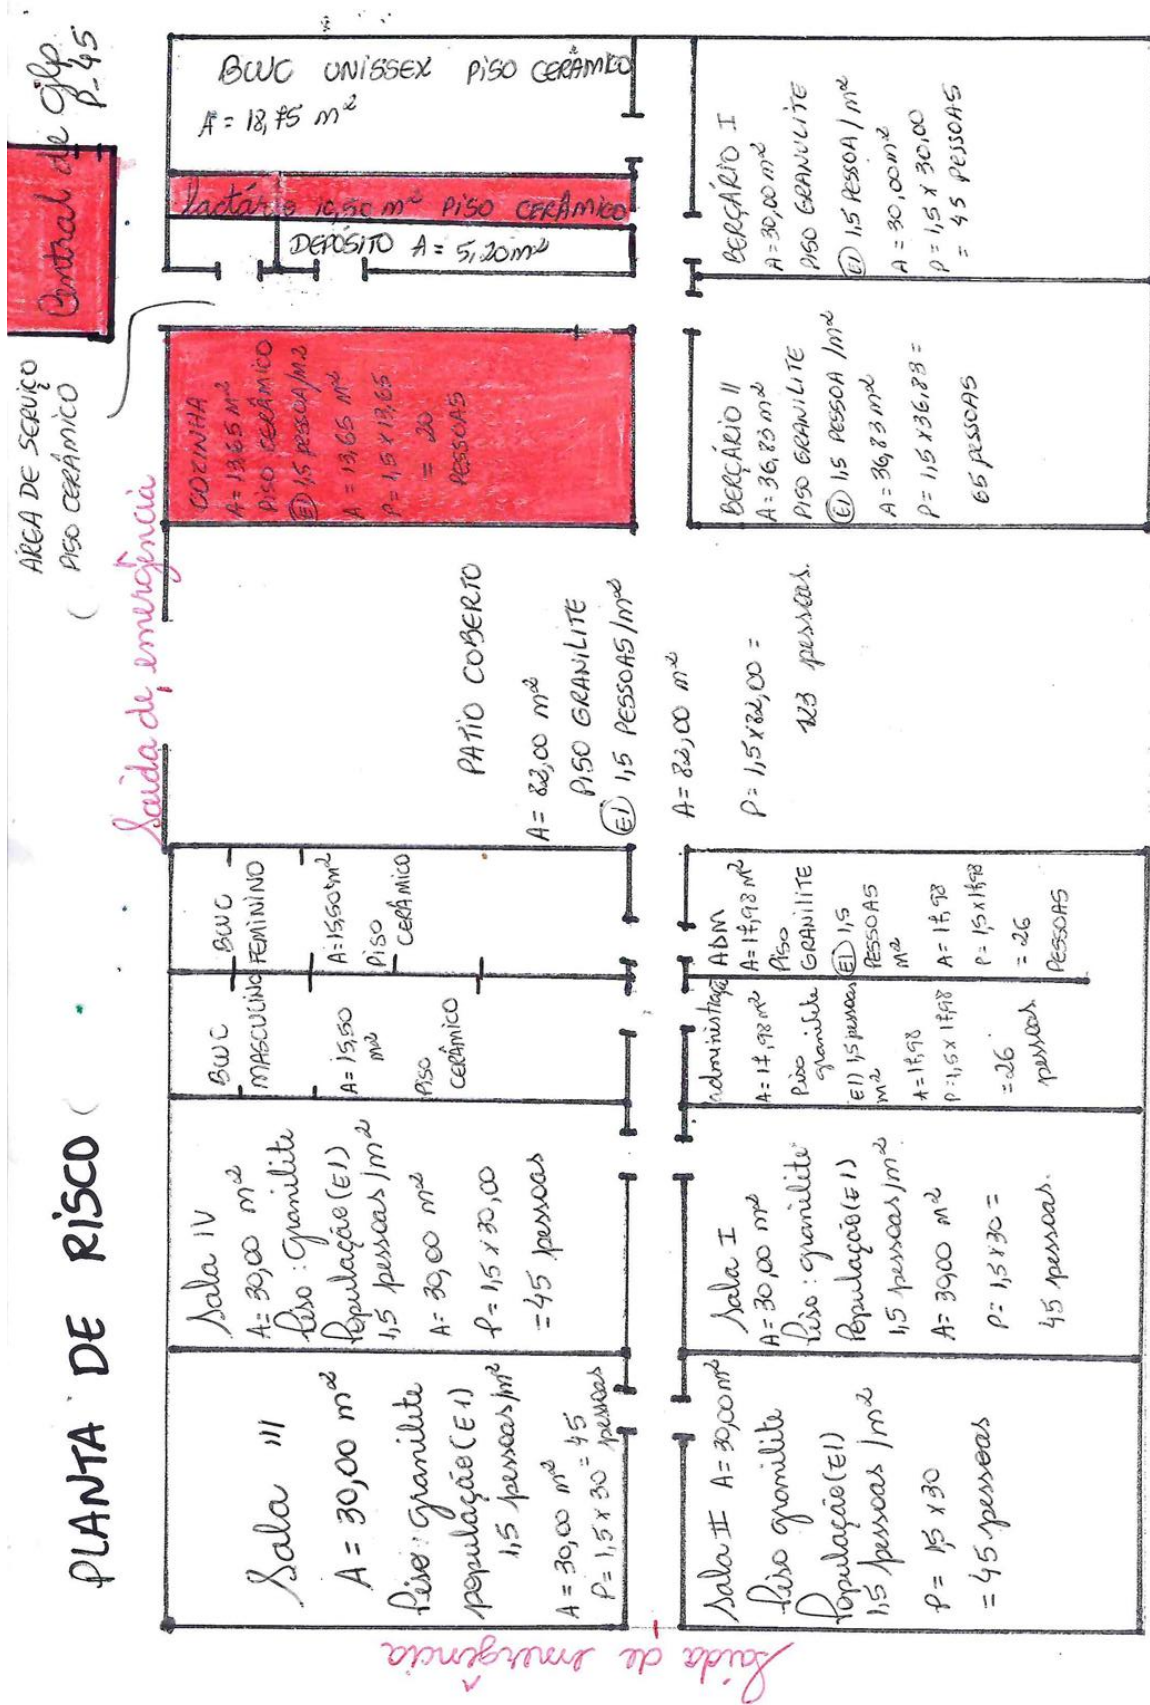 PLANTA DE RISCO
ÁREA DE SERVIÇO
PISO CERÂMICO
Central de glp
P-45
Saída de emergência
Saída de emergência
Sala III
A = 30,00 m²
Piso: Granilite
população (E1)
1,5 pessoas/m²
A = 30,00 m²
P = 1,5 x 30 = 45
pessoas
Sala IV
A = 30,00 m²
Piso: Granilite
População (E1)
1,5 pessoas/m²
A = 30,00 m²
P = 1,5 x 30,00
= 45 pessoas
BWC
MASCULINO
A = 15,50
m²
PISO
CERÂMICO
BWC
FEMININO
A = 15,50 m²
PISO
CERÂMICO
PATIO COBERTO
A = 82,00 m²
PISO GRANILITE
E1 1,5 PESSOAS/m²
A = 82,00 m²
P = 1,5 x 82,00 =
123 pessoas.
COZINHA
A = 13,65 m²
PISO CERÂMICO
E1 1,5 PESSOA/m2
A = 13,65 m²
P = 1,5 x 13,65
= 20
PESSOAS
BWC UNISSEX PISO CERÂMICO
A = 18,75 m²
Lactário 10,50 m² PISO CERÂMICO
DEPÓSITO A = 5,20 m²
Sala II A = 30,00 m²
Piso granilite
População (E1)
1,5 pessoas/m²
P = 1,5 x 30
= 45 pessoas
Sala I
A = 30,00 m²
Piso: granilite
População (E1)
1,5 pessoas/m².
A = 30,00 m²
P = 1,5 x 30 =
45 pessoas.
administração
A = 17,98 m²
Piso
granilite
E1) 1,5 pessoas
m²
A = 17,98
P = 1,5 x 17,98
= 26
pessoas
ADM
A = 17,98 m²
PISO
GRANILITE
E1 1,5
PESSOAS
m²
A = 17,98
P = 1,5 x 17,98
= 26
PESSOAS
BERÇÁRIO II
A = 36,83 m²
PISO GRANILITE
E1 1,5 PESSOA/m²
A = 36,83 m²
P = 1,5 x 36,83 =
65 PESSOAS
BERÇÁRIO I
A = 30,00 m²
PISO GRANULITE
E1 1,5 PESSOA/m²
A = 30,00 m²
P = 1,5 x 30,00
= 45 PESSOAS